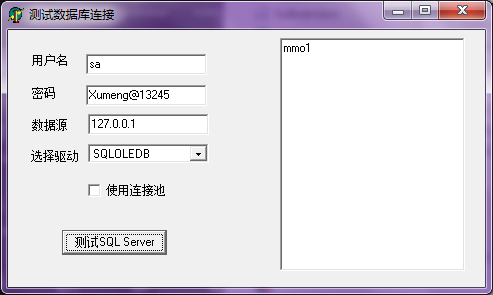 测试数据库连接
用户名 sa
密码 Xumeng@13245
数据源 127.0.0.1
选择驱动 SQLOLEDB
使用连接池
测试SQL Server
mmo1